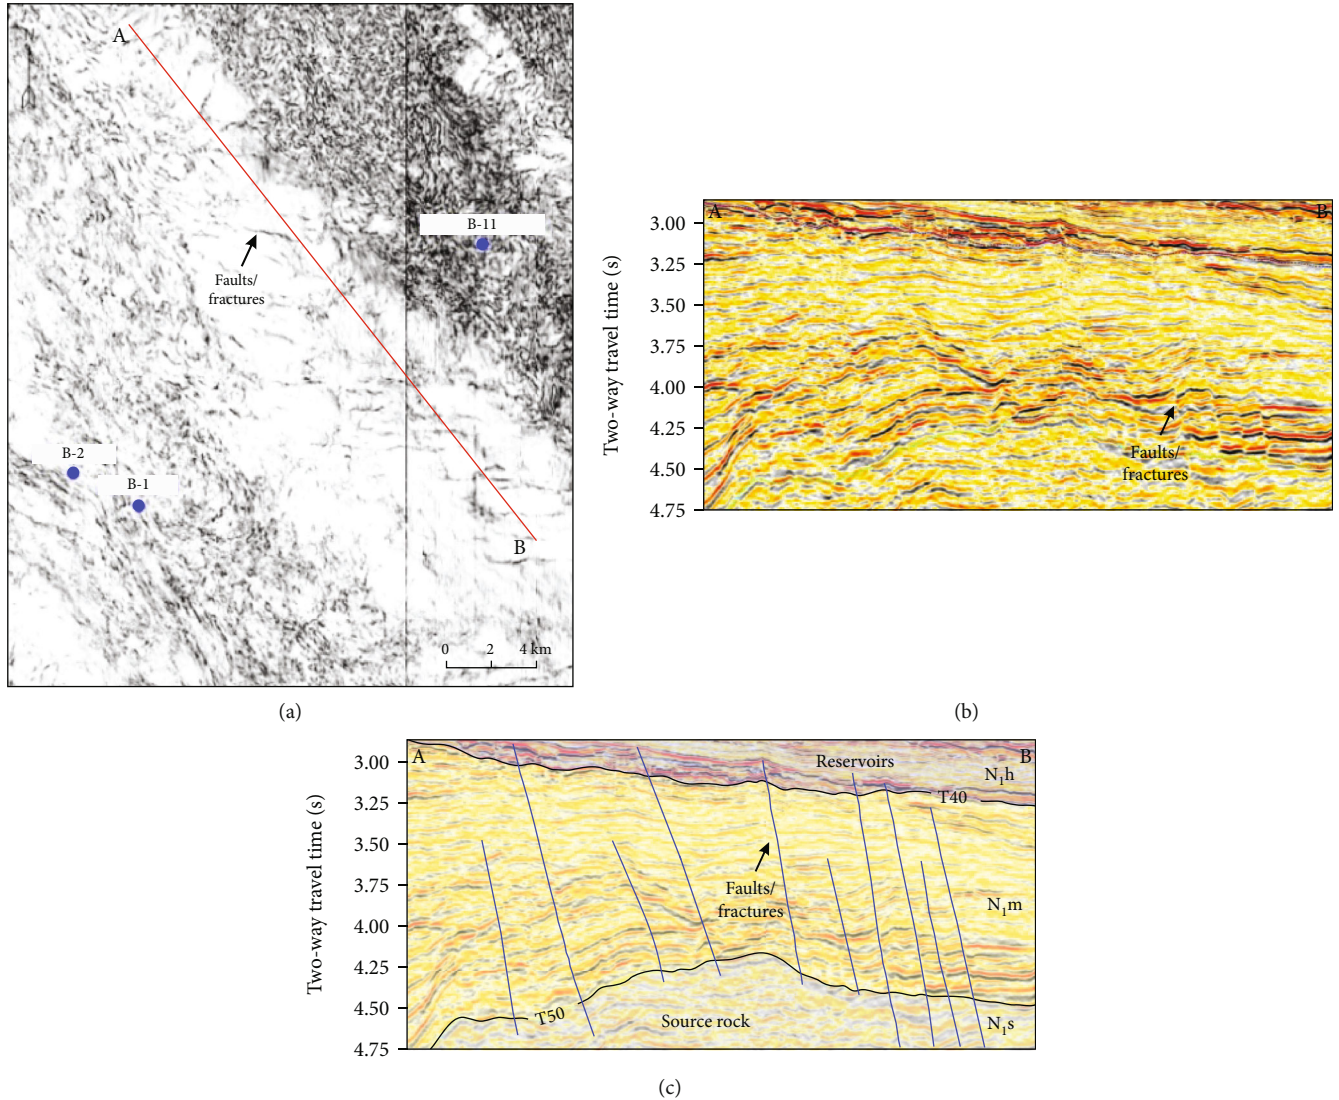 A
B-11
Faults/
fractures
B-2
B-1
B
0 2 4 km
(a)
Two-way travel time (s)
3.00
3.25
3.50
3.75
4.00
4.25
4.50
4.75
A
B
Faults/
fractures
(b)
Two-way travel time (s)
3.00
3.25
3.50
3.75
4.00
4.25
4.50
4.75
A
B
Reservoirs
N₁h
T40
Faults/
fractures
N₁m
T50
Source rock
N₁s
(c)